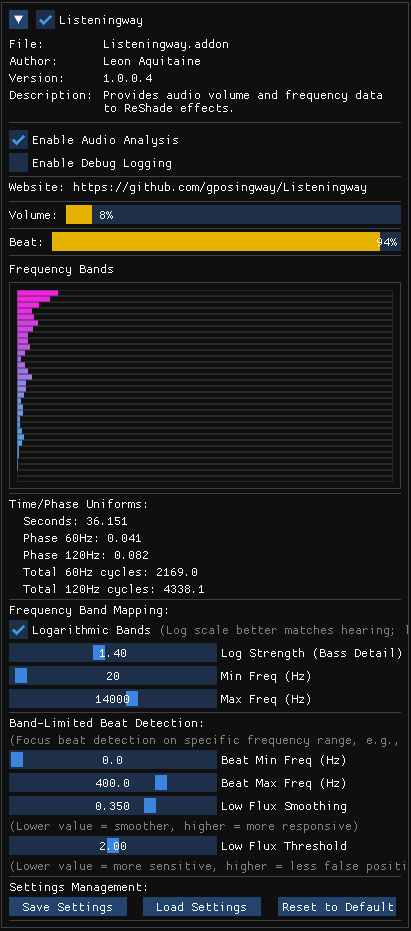 Listeningway
File: Listeningway.addon
Author: Leon Aquitaine
Version: 1.0.0.4
Description: Provides audio volume and frequency data
to ReShade effects.
Enable Audio Analysis
Enable Debug Logging
Website: https://github.com/gposingway/Listeningway
Volume: 8%
Beat: 94%
Frequency Bands
Time/Phase Uniforms:
Seconds: 36.151
Phase 60Hz: 0.041
Phase 120Hz: 0.082
Total 60Hz cycles: 2169.0
Total 120Hz cycles: 4338.1
Frequency Band Mapping:
Logarithmic Bands (Log scale better matches hearing;
1.40 Log Strength (Bass Detail)
20 Min Freq (Hz)
14000 Max Freq (Hz)
Band-Limited Beat Detection:
(Focus beat detection on specific frequency range, e.g.,
0.0 Beat Min Freq (Hz)
400.0 Beat Max Freq (Hz)
0.350 Low Flux Smoothing
(Lower value = smoother, higher = more responsive)
2.00 Low Flux Threshold
(Lower value = more sensitive, higher = less false positi
Settings Management:
Save Settings Load Settings Reset to Default